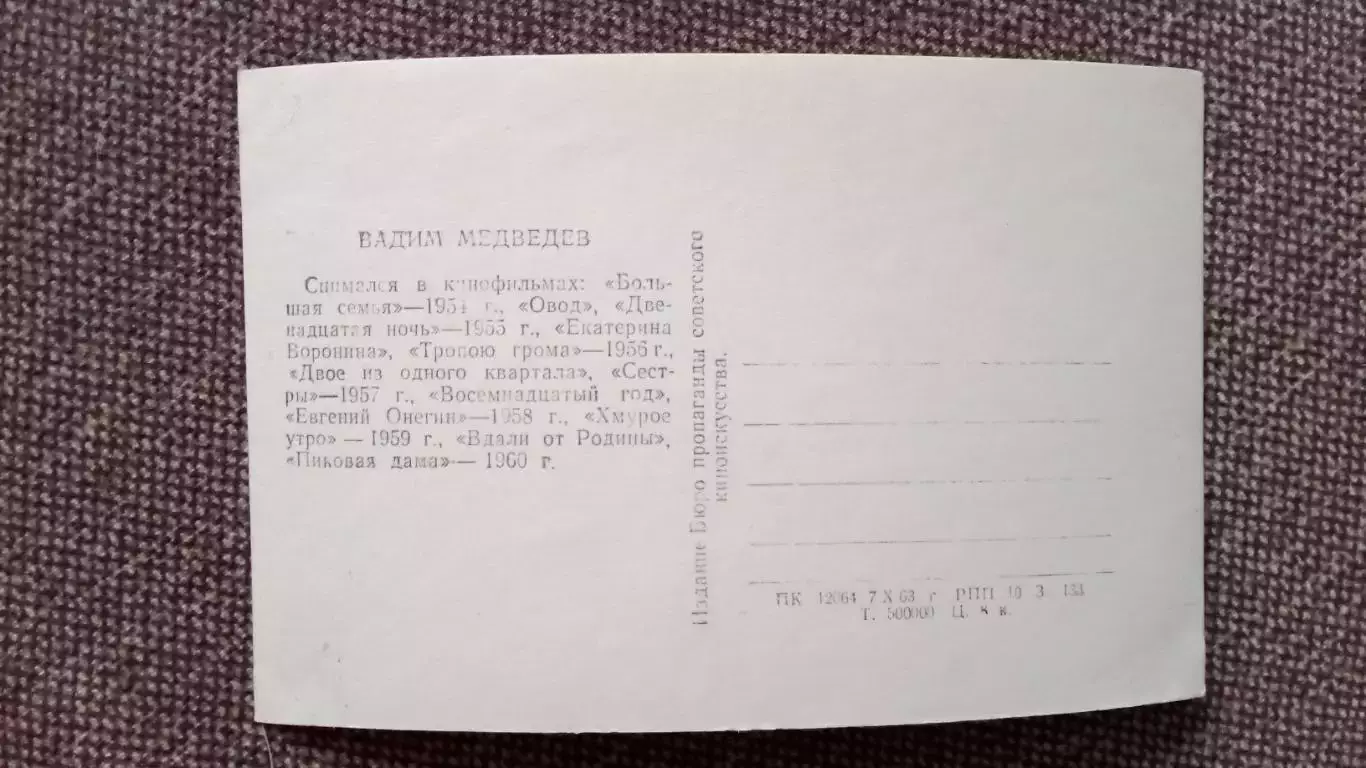 ВАДИМ МЕДВЕДЕВ
Снимался в кинофильмах: «Боль-
шая семья»—1954 г., «Овод», «Две-
надцатая ночь»—1955 г., «Екатерина
Воронина», «Тропою грома»—1956 г.,
«Двое из одного квартала», «Сест-
ры»—1957 г., «Восемнадцатый год»,
«Евгений Онегин»—1958 г., «Хмурое
утро» — 1959 г., «Вдали от Родины»,
«Пиковая дама»— 1960 г.
Издание Бюро пропаганды советского
киноискусства.
ПК 12064 7 X 63 г РПП 10 З. 133
Т. 500000 Ц. 8 к.